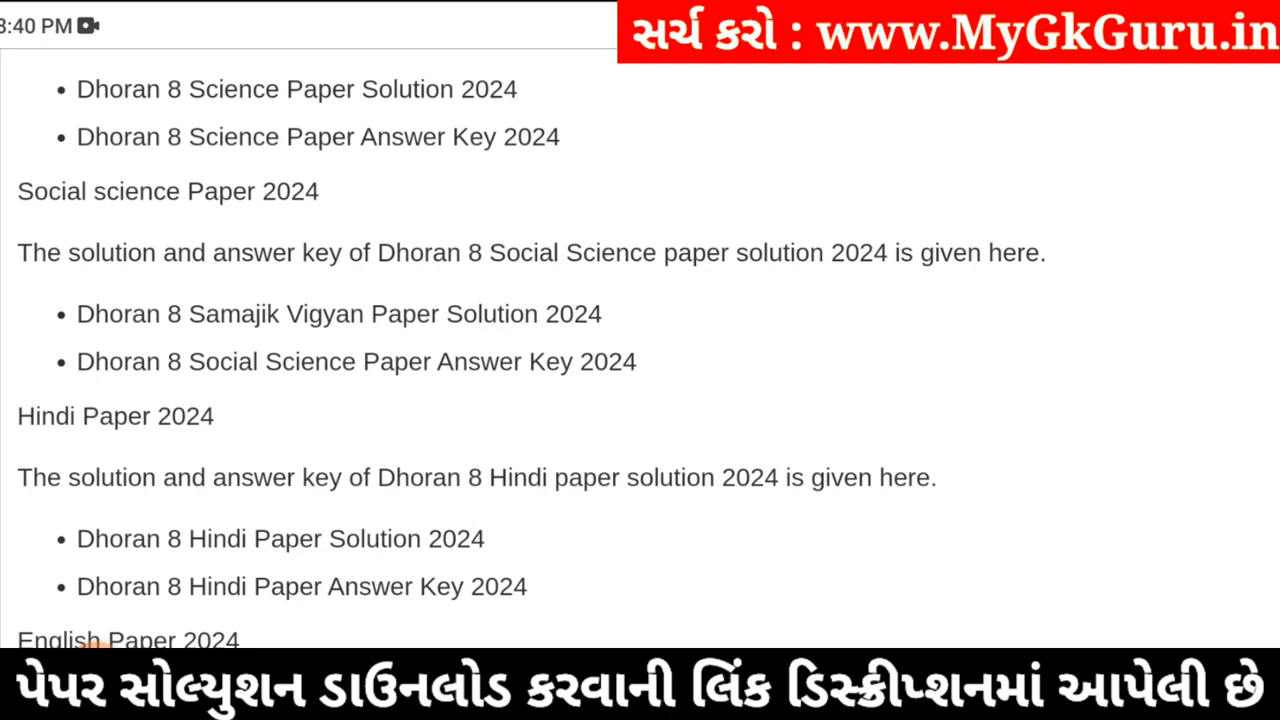 8:40 PM
સર્ચ કરો : www.MyGkGuru.in
• Dhoran 8 Science Paper Solution 2024
• Dhoran 8 Science Paper Answer Key 2024
Social science Paper 2024
The solution and answer key of Dhoran 8 Social Science paper solution 2024 is given here.
• Dhoran 8 Samajik Vigyan Paper Solution 2024
• Dhoran 8 Social Science Paper Answer Key 2024
Hindi Paper 2024
The solution and answer key of Dhoran 8 Hindi paper solution 2024 is given here.
• Dhoran 8 Hindi Paper Solution 2024
• Dhoran 8 Hindi Paper Answer Key 2024
English Paper 2024
પેપર સોલ્યુશન ડાઉનલોડ કરવાની લિંક ડિસ્ક્રીપ્શનમાં આપેલી છે